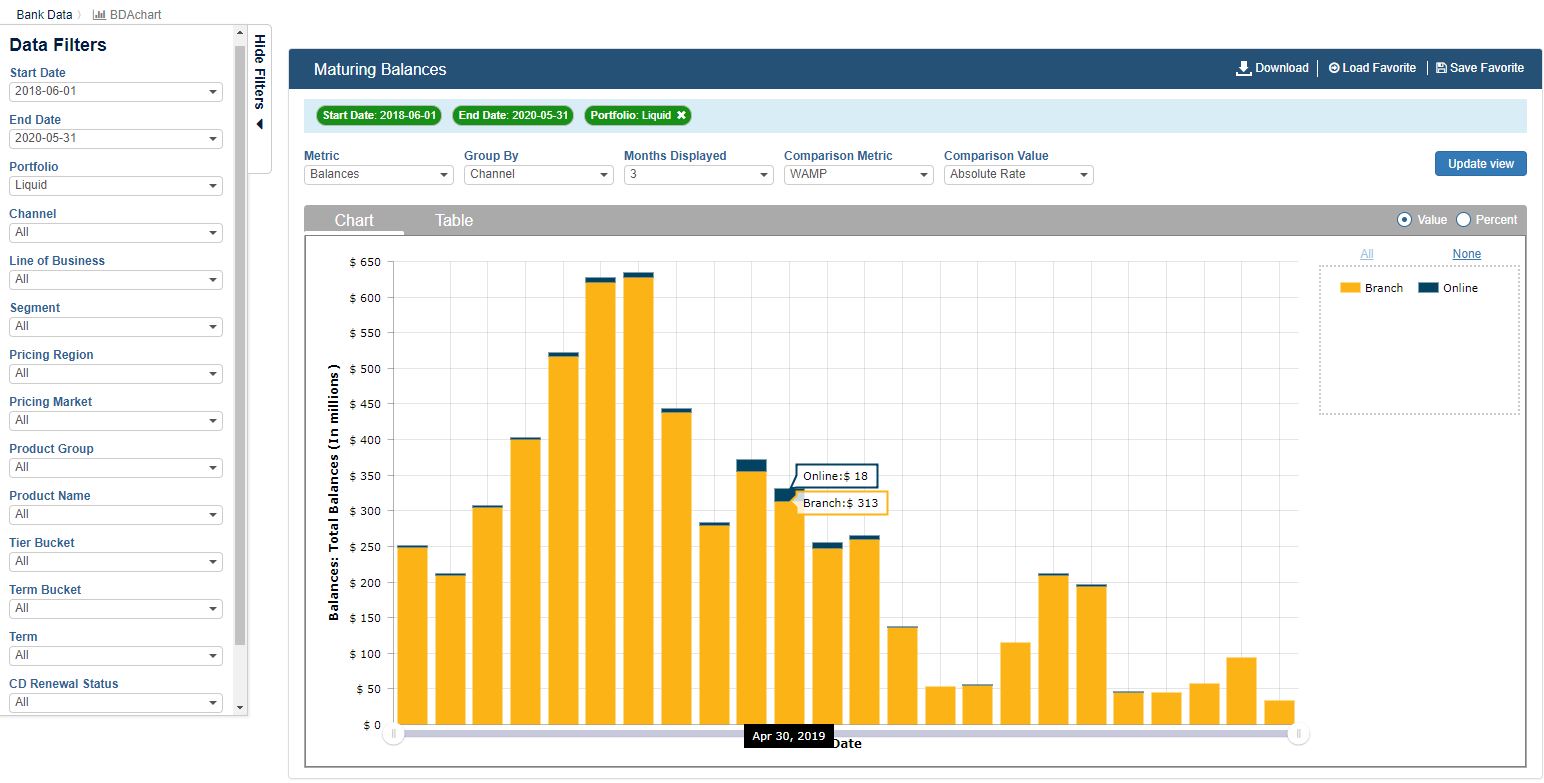 Bank Data 〉 BDAchart
Data Filters
Hide Filters
Start Date
2018-06-01
End Date
2020-05-31
Portfolio
Liquid
Channel
All
Line of Business
All
Segment
All
Pricing Region
All
Pricing Market
All
Product Group
All
Product Name
All
Tier Bucket
All
Term Bucket
All
Term
All
CD Renewal Status
All
Maturing Balances
Download | Load Favorite | Save Favorite
Start Date: 2018-06-01 End Date: 2020-05-31 Portfolio: Liquid ✖
Metric Group By Months Displayed Comparison Metric Comparison Value
Balances Channel 3 WAMP Absolute Rate
Update view
Chart Table Value Percent
All None
Branch Online
Balances: Total Balances (In millions )
$ 650
$ 600
$ 550
$ 500
$ 450
$ 400
$ 350
$ 300
$ 250
$ 200
$ 150
$ 100
$ 50
$ 0
Online:$ 18
Branch:$ 313
Apr 30, 2019
Date